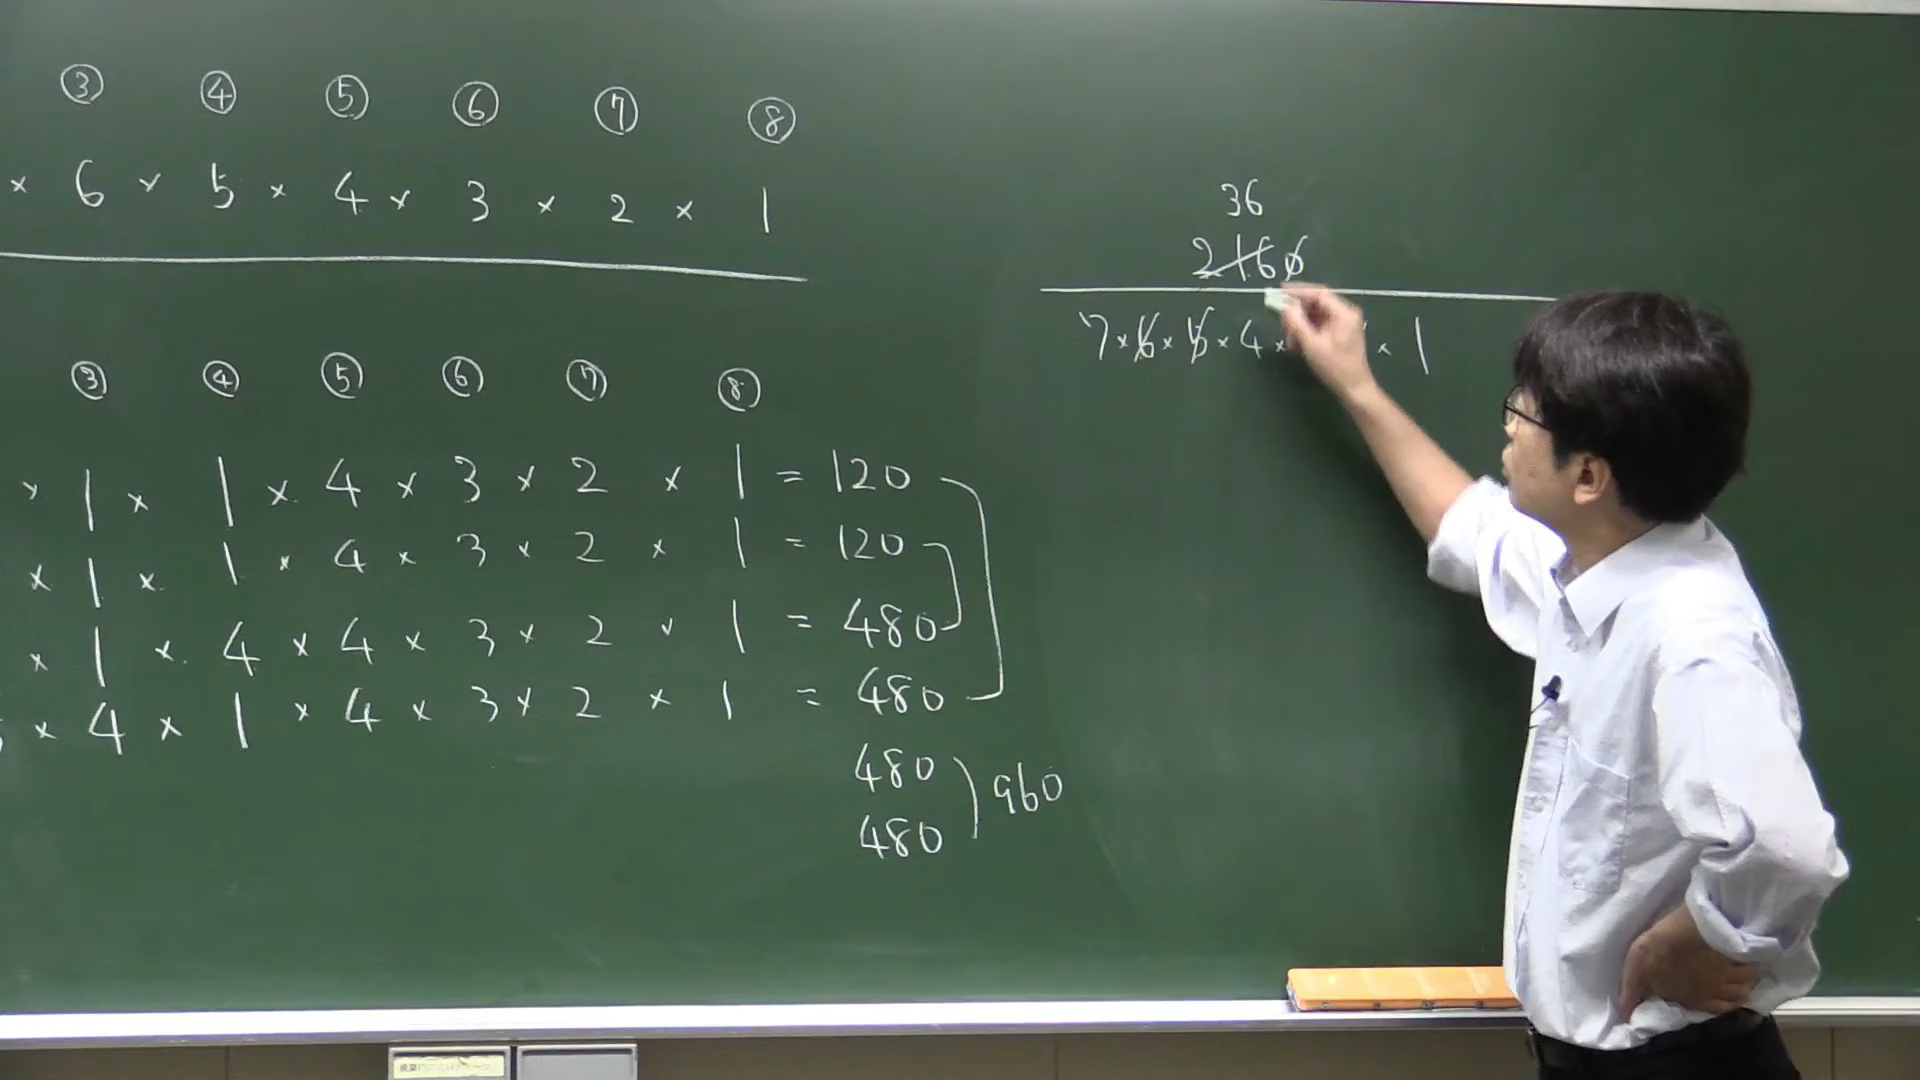 ③ ④ ⑤ ⑥ ⑦ ⑧
× 6 × 5 × 4 × 3 × 2 × 1
③ ④ ⑤ ⑥ ⑦ ⑧
× 1 × 1 × 4 × 3 × 2 × 1 = 120
× 1 × 1 × 4 × 3 × 2 × 1 = 120
× 1 × 4 × 4 × 3 × 2 × 1 = 480
× 4 × 1 × 4 × 3 × 2 × 1 = 480
480
480
960
36
2160
7 × 6 × 5 × 4 × × 1